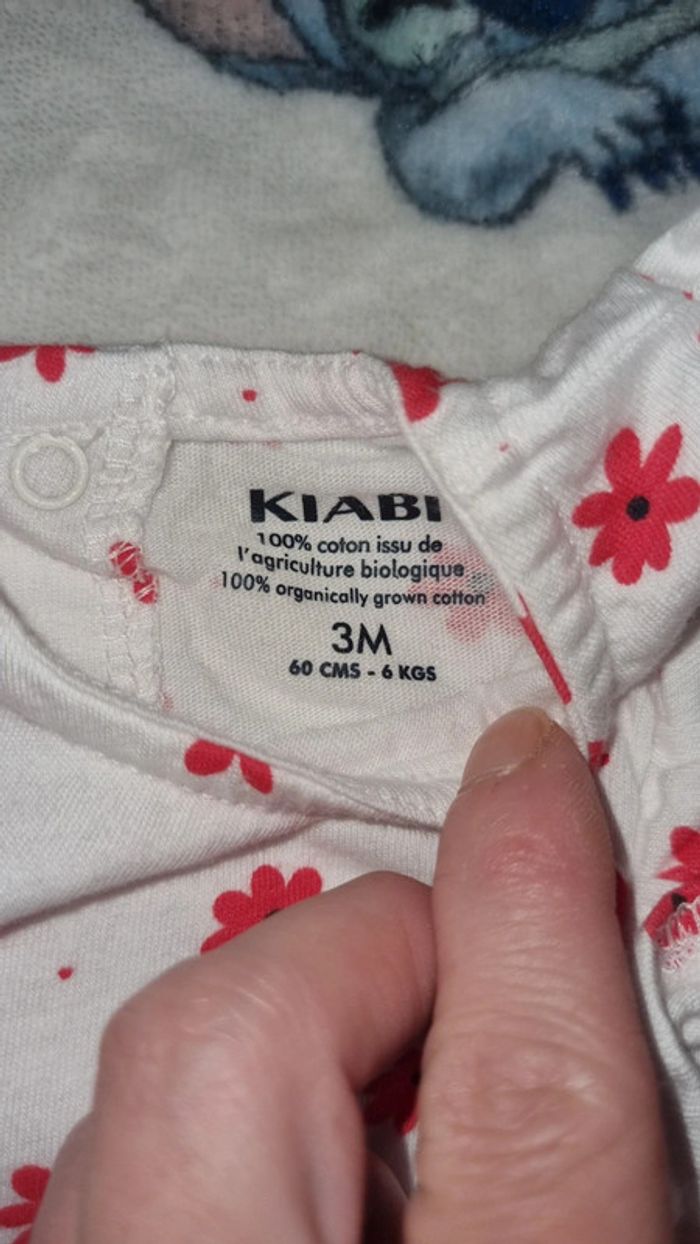 KIABI
100% coton issu de
l'agriculture biologique
100% organically grown cotton
3M
60 CMS - 6 KGS